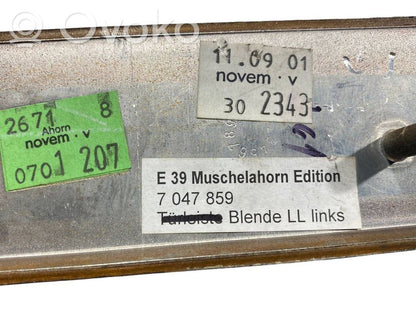 © Ovoko
11.09 01
novem · v
30 2343
2671 8
Ahorn
novem · v
0701 207
E 39 Muschelahorn Edition
7 047 859
Türleiste Blende LL links